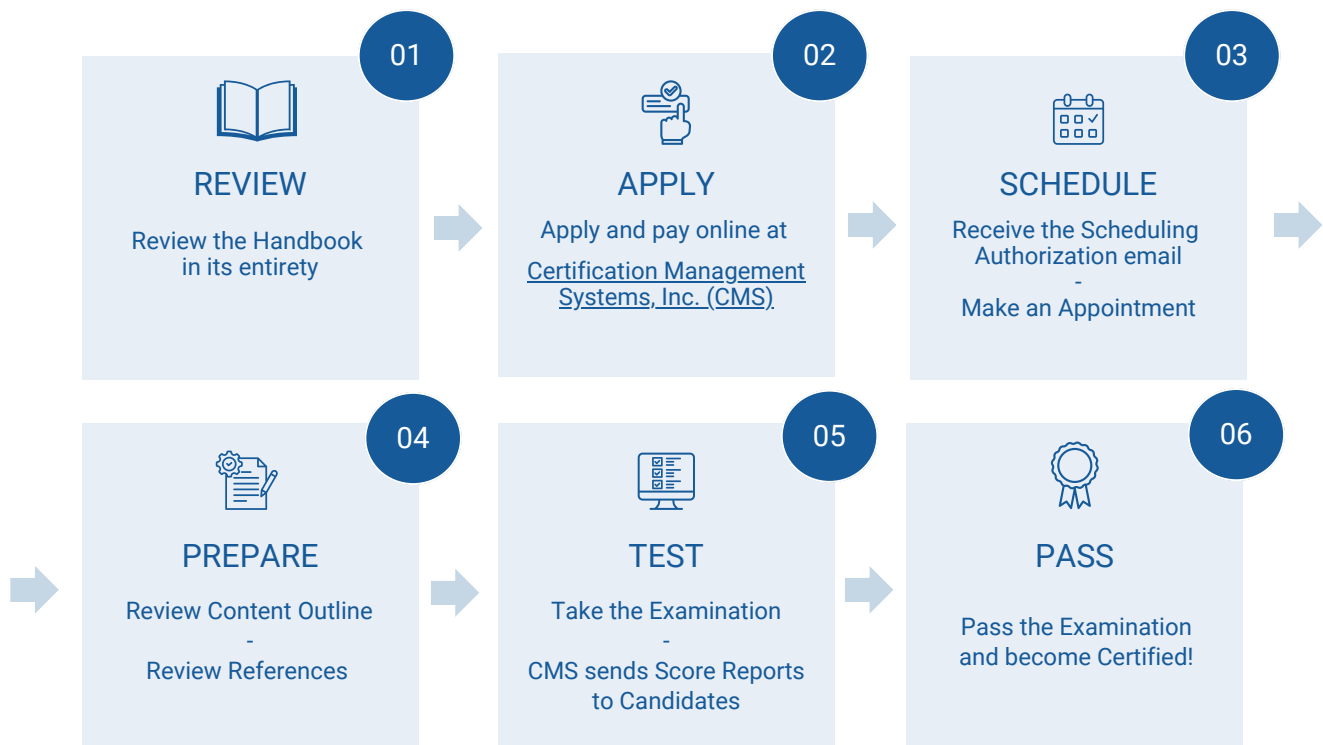 01
REVIEW
Review the Handbook
in its entirety
02
APPLY
Apply and pay online at
Certification Management
Systems, Inc. (CMS)
03
SCHEDULE
Receive the Scheduling
Authorization email
-
Make an Appointment
04
PREPARE
Review Content Outline
-
Review References
05
TEST
Take the Examination
-
CMS sends Score Reports
to Candidates
06
PASS
Pass the Examination
and become Certified!